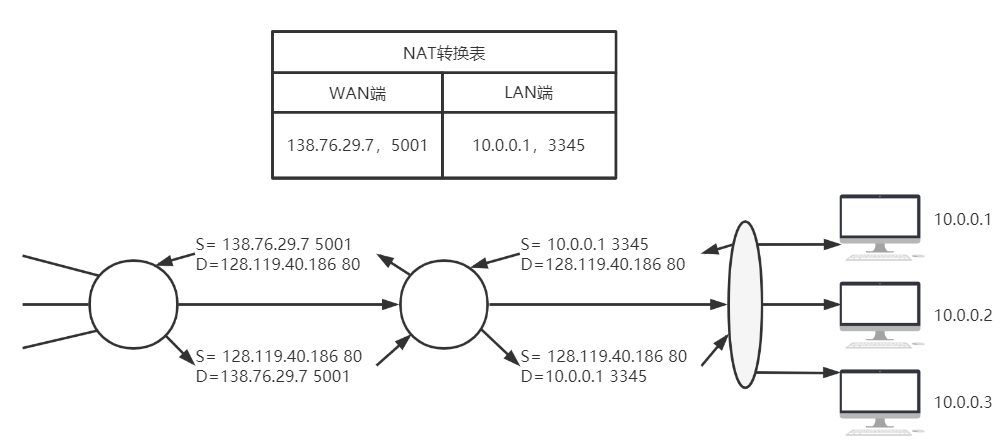 NAT转换表
WAN端
LAN端
138.76.29.7，5001
10.0.0.1，3345
S= 138.76.29.7 5001
D=128.119.40.186 80
S= 10.0.0.1 3345
D=128.119.40.186 80
10.0.0.1
10.0.0.2
S= 128.119.40.186 80
D=138.76.29.7 5001
S= 128.119.40.186 80
D=10.0.0.1 3345
10.0.0.3